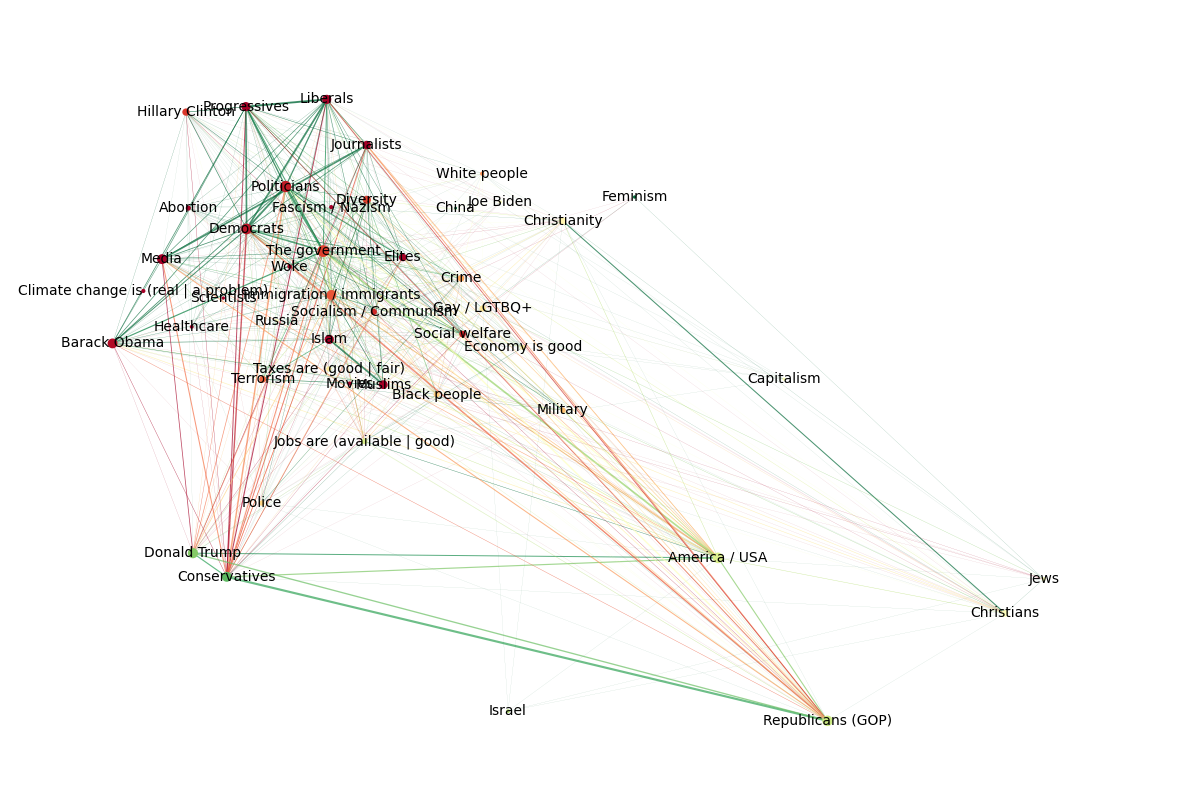 Liberals
Progressives
Hillary Clinton
Journalists
White people
Politicians
Feminism
Diversity
Joe Biden
Abortion
Fascism / Nazism
China
Christianity
Democrats
The government
Elites
Media
Woke
Crime
Climate change is (real | a problem)
Scientists
Immigration / immigrants
Gay / LGTBQ+
Socialism / Communism
Russia
Healthcare
Social welfare
Islam
Barack Obama
Economy is good
Taxes are (good | fair)
Terrorism
Capitalism
Movies
Muslims
Black people
Military
Jobs are (available | good)
Police
Donald Trump
America / USA
Conservatives
Jews
Christians
Israel
Republicans (GOP)